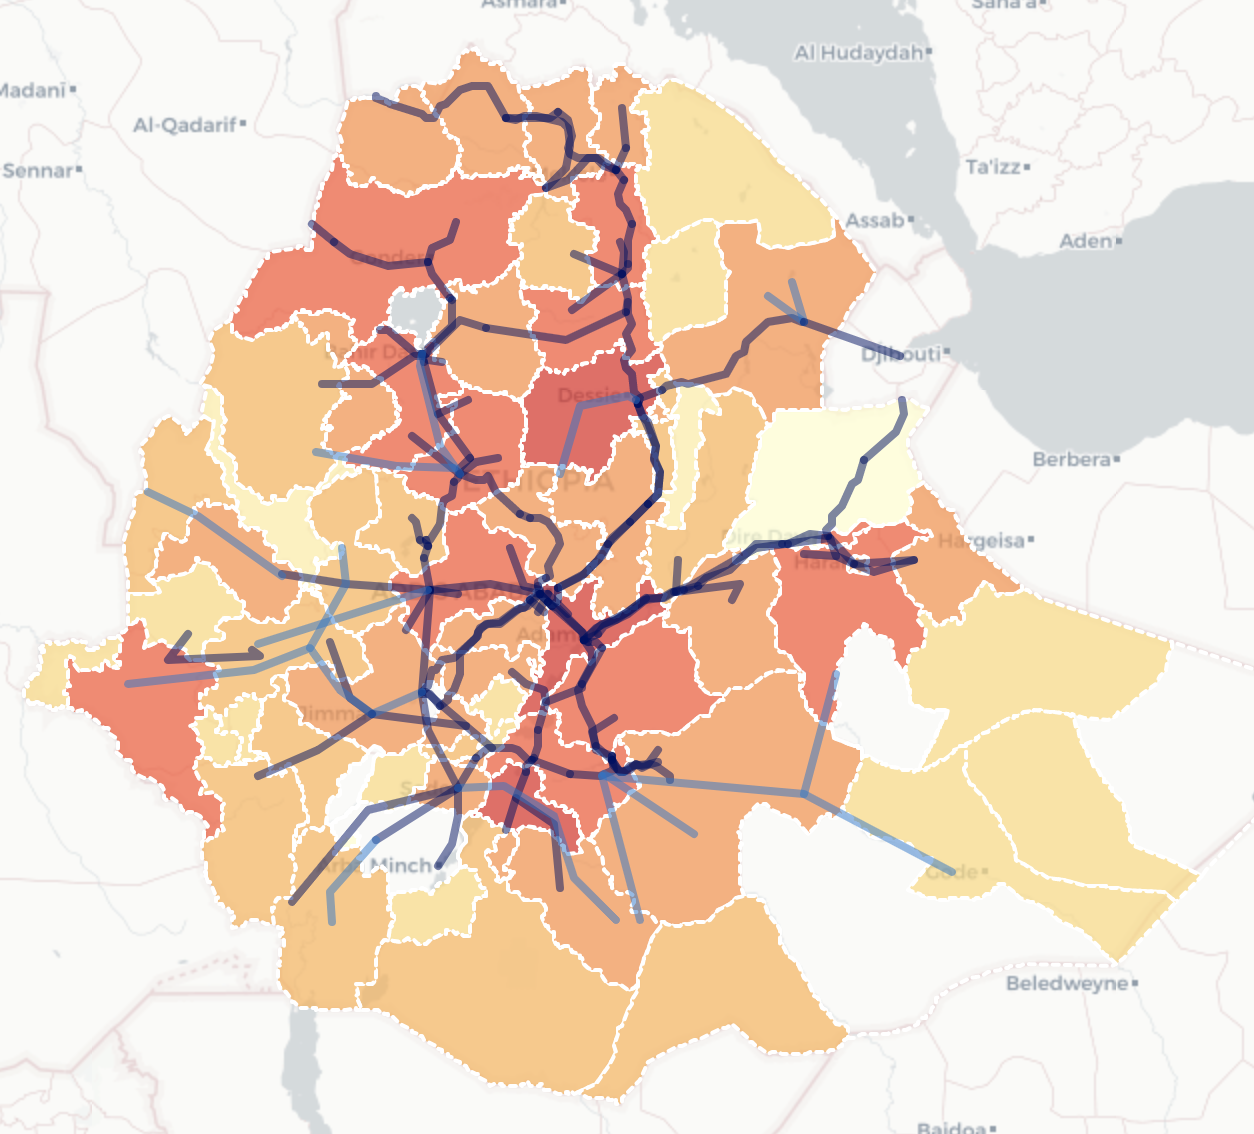 Asmara
Sana'a
Al Hudaydah
Madanī
Al-Qadarif
Sennar
Ta'izz
Assab
Aden
Gonder
Bahir Dar
Djibouti
Dessie
Berbera
ETHIOPIA
Dire Dawa
Hargeisa
Harar
ADDIS ABABA
Adama
Jimma
Arba Minch
Gode
Beledweyne
Baidoa